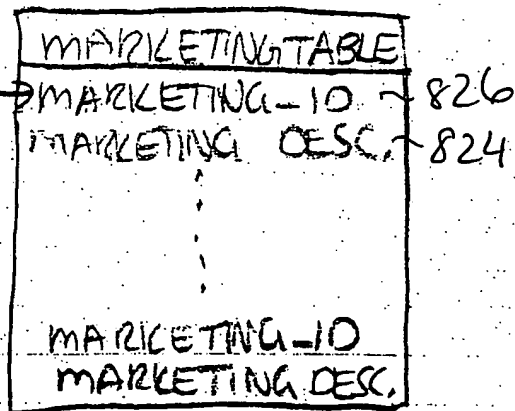 MARKETING TABLE
MARKETING-ID ~ 826
MARKETING DESC. ~ 824
MARKETING-ID
MARKETING DESC.